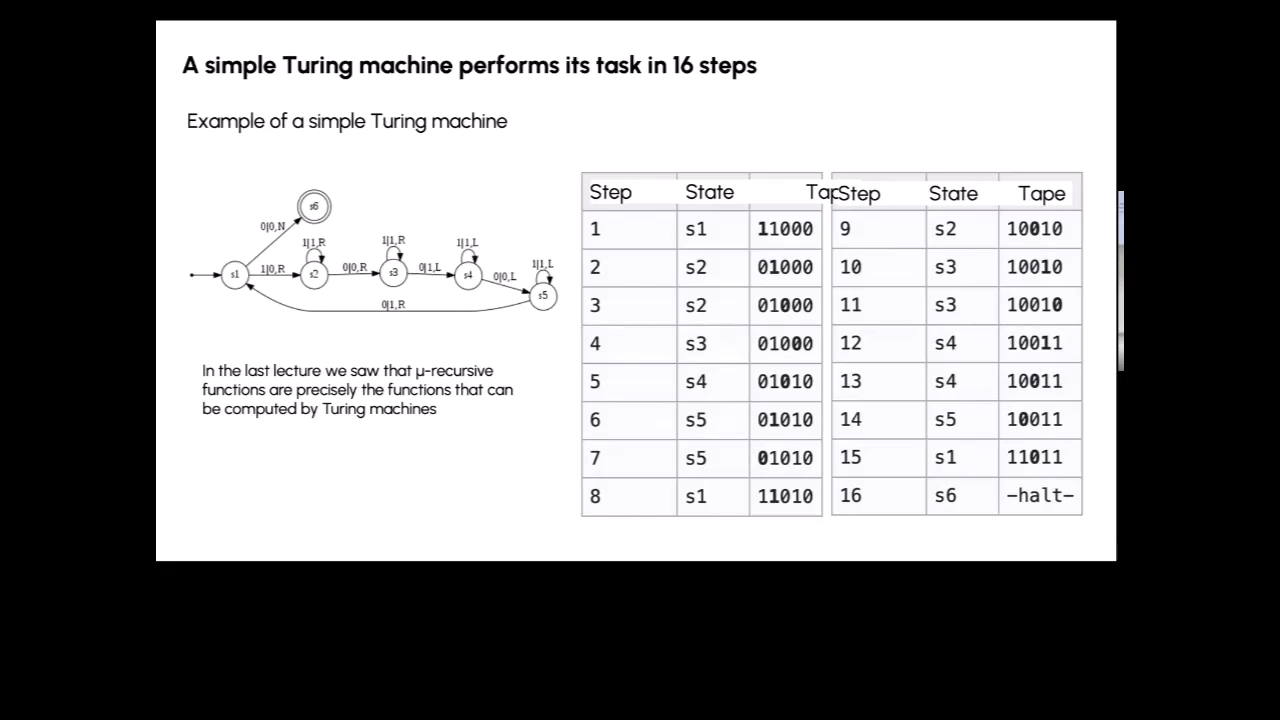 A simple Turing machine performs its task in 16 steps
Example of a simple Turing machine
s6
0|0,N
1|1,R
1|1,R
1|1,L
1|1,L
s1
1|0,R
s2
0|0,R
s3
0|1,L
s4
0|0,L
s5
0|1,R
In the last lecture we saw that μ-recursive
functions are precisely the functions that can
be computed by Turing machines
Step State Tap
1 s1 11000
2 s2 01000
3 s2 01000
4 s3 01000
5 s4 01010
6 s5 01010
7 s5 01010
8 s1 11010
Step State Tape
9 s2 10010
10 s3 10010
11 s3 10010
12 s4 10011
13 s4 10011
14 s5 10011
15 s1 11011
16 s6 –halt–